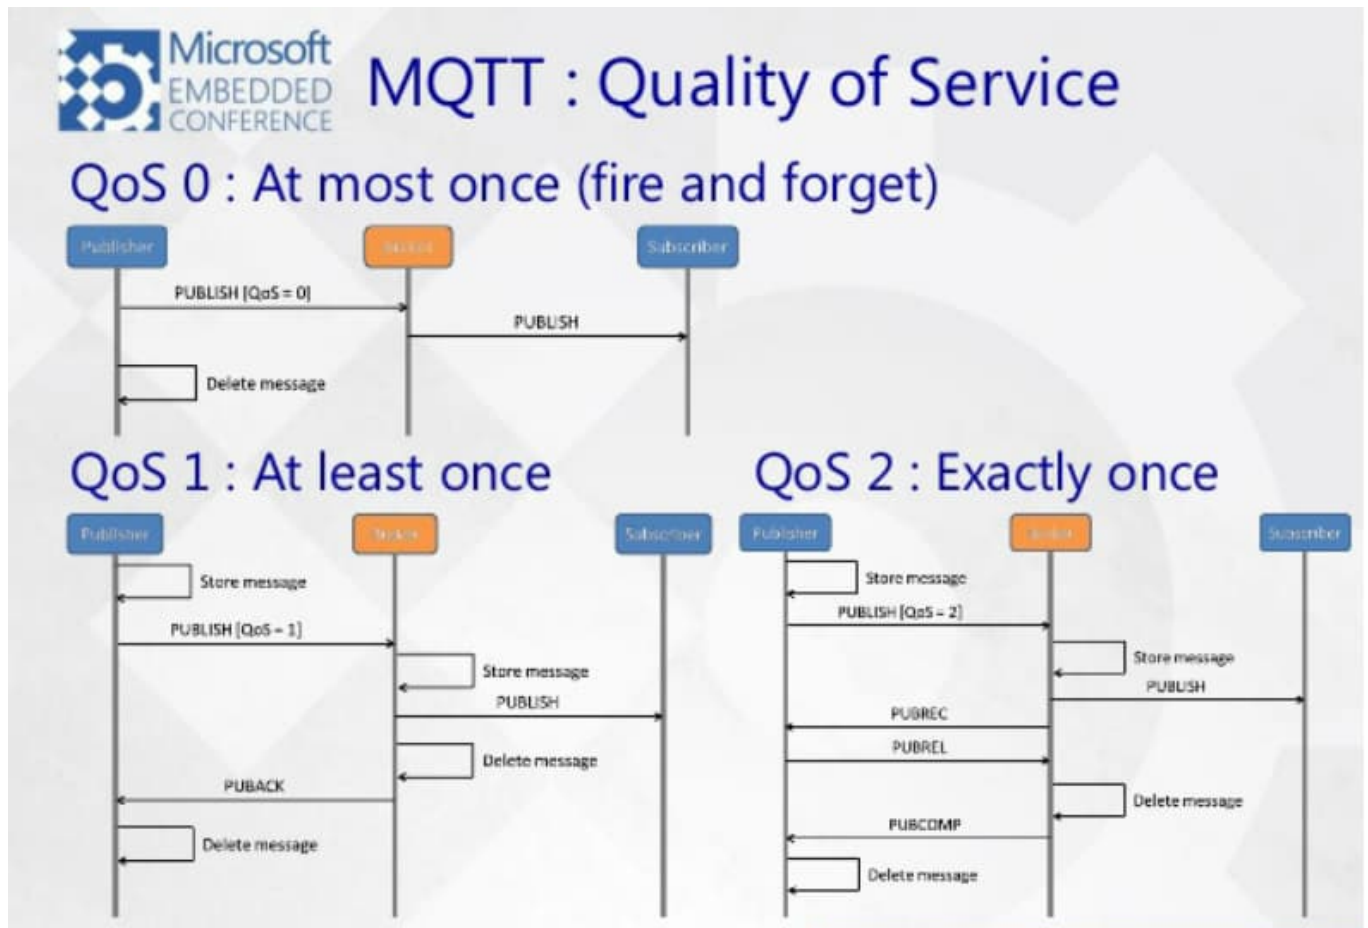 Microsoft
EMBEDDED
CONFERENCE
MQTT : Quality of Service
QoS 0 : At most once (fire and forget)
Publisher
Broker
Subscriber
PUBLISH [QoS = 0]
PUBLISH
Delete message
QoS 1 : At least once
Publisher
Broker
Subscriber
Store message
PUBLISH [QoS = 1]
Store message
PUBLISH
Delete message
PUBACK
Delete message
QoS 2 : Exactly once
Publisher
Broker
Subscriber
Store message
PUBLISH [QoS = 2]
Store message
PUBLISH
PUBREC
PUBREL
Delete message
PUBCOMP
Delete message